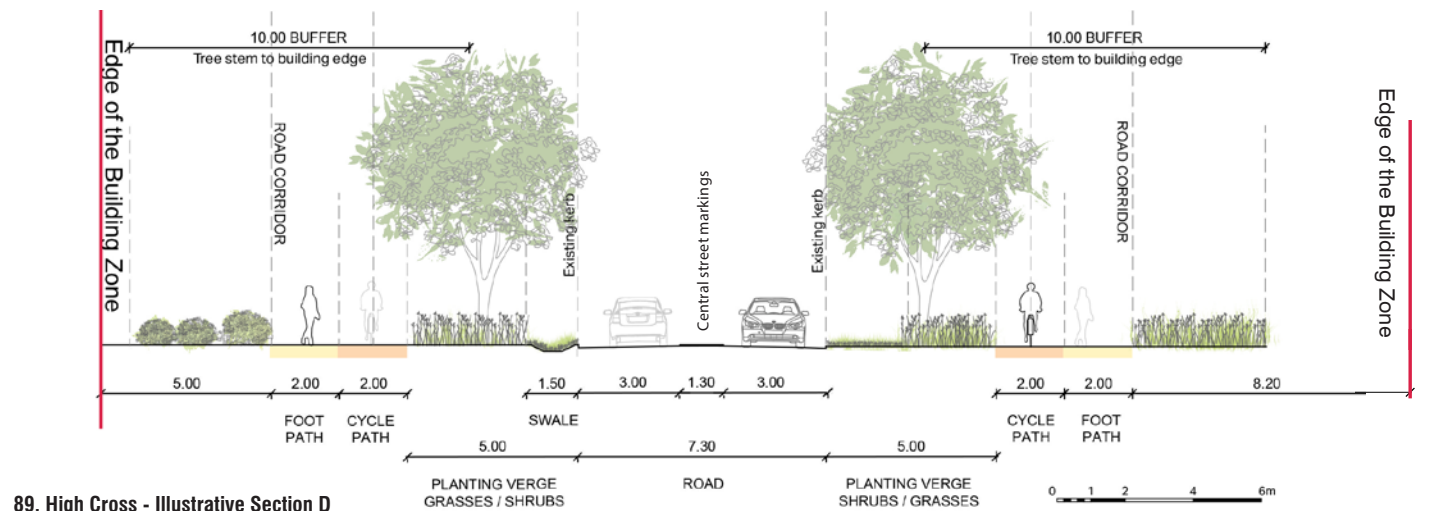 10.00 BUFFER
Tree stem to building edge
10.00 BUFFER
Tree stem to building edge
Edge of the Building Zone
ROAD CORRIDOR
Existing kerb
Central street markings
Existing kerb
ROAD CORRIDOR
Edge of the Building Zone
5.00
2.00
2.00
1.50
3.00
1.30
3.00
2.00
2.00
8.20
FOOT
PATH
CYCLE
PATH
SWALE
CYCLE
PATH
FOOT
PATH
5.00
7.30
5.00
PLANTING VERGE
GRASSES / SHRUBS
ROAD
PLANTING VERGE
SHRUBS / GRASSES
0 1 2 4 6m
89. High Cross - Illustrative Section D